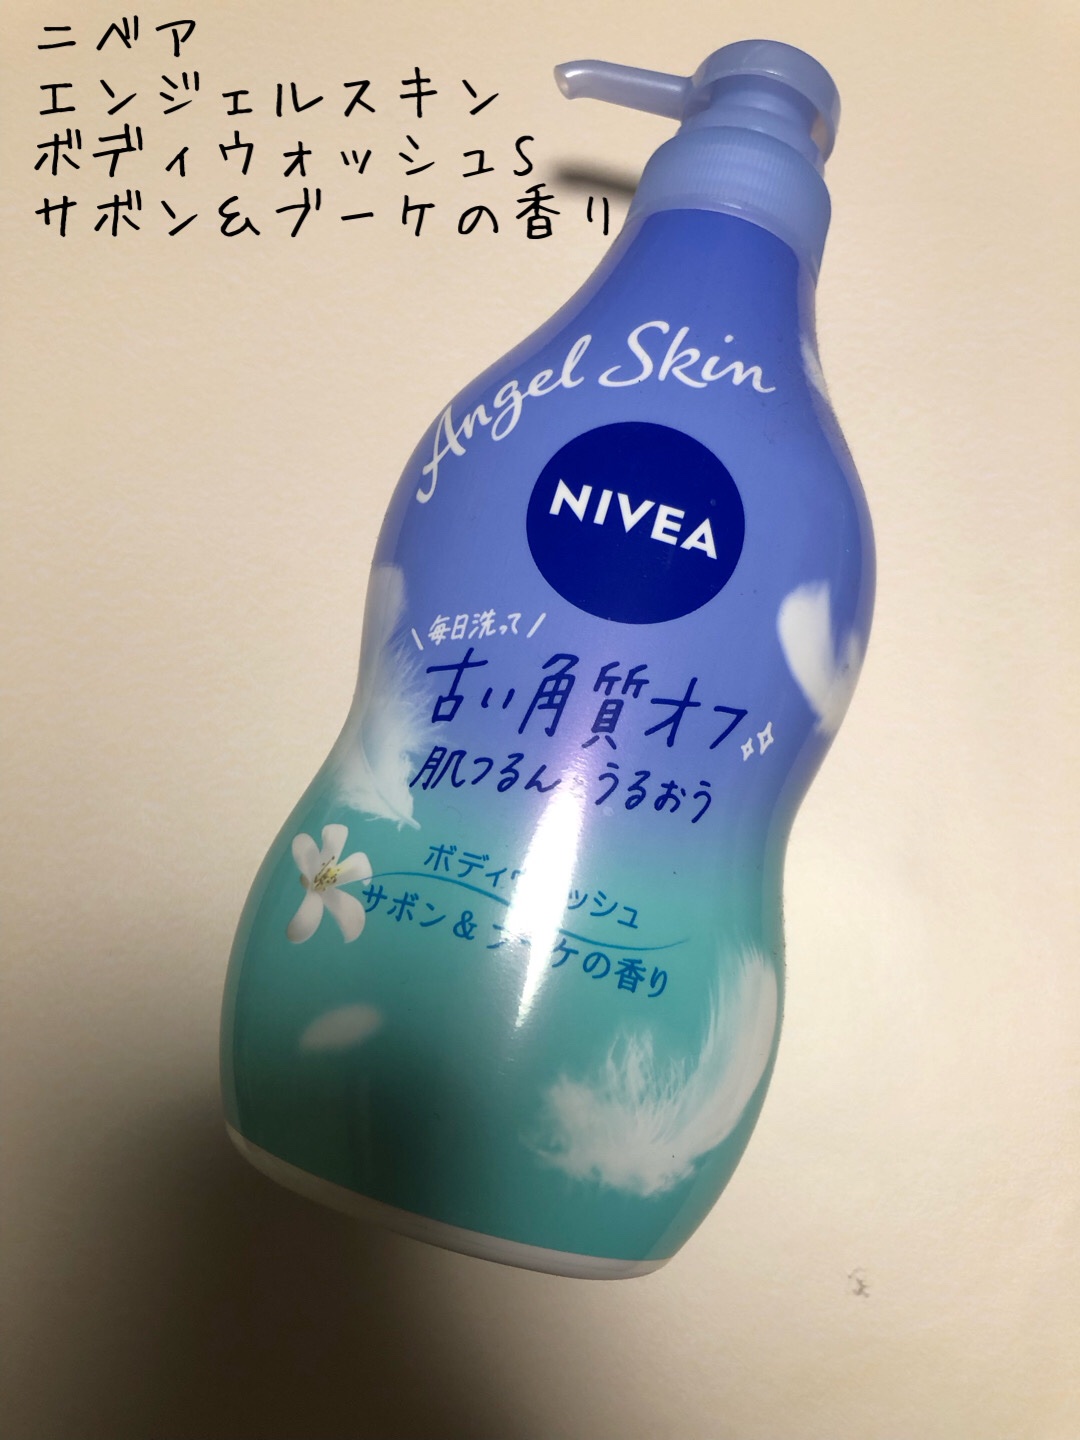 ニベア
エンジェルスキン
ボディウォッシュS
サボン&ブーケの香り
Angel Skin
NIVEA
\毎日洗って/
古い角質オフ
肌つるん うるおう
ボディウォッシュ
サボン&ブーケの香り